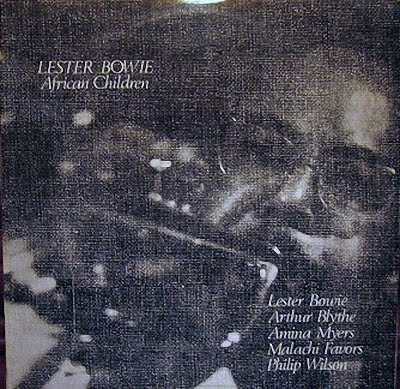 LESTER BOWIE
African Children
Lester Bowie
Arthur Blythe
Amina Myers
Malachi Favors
Philip Wilson